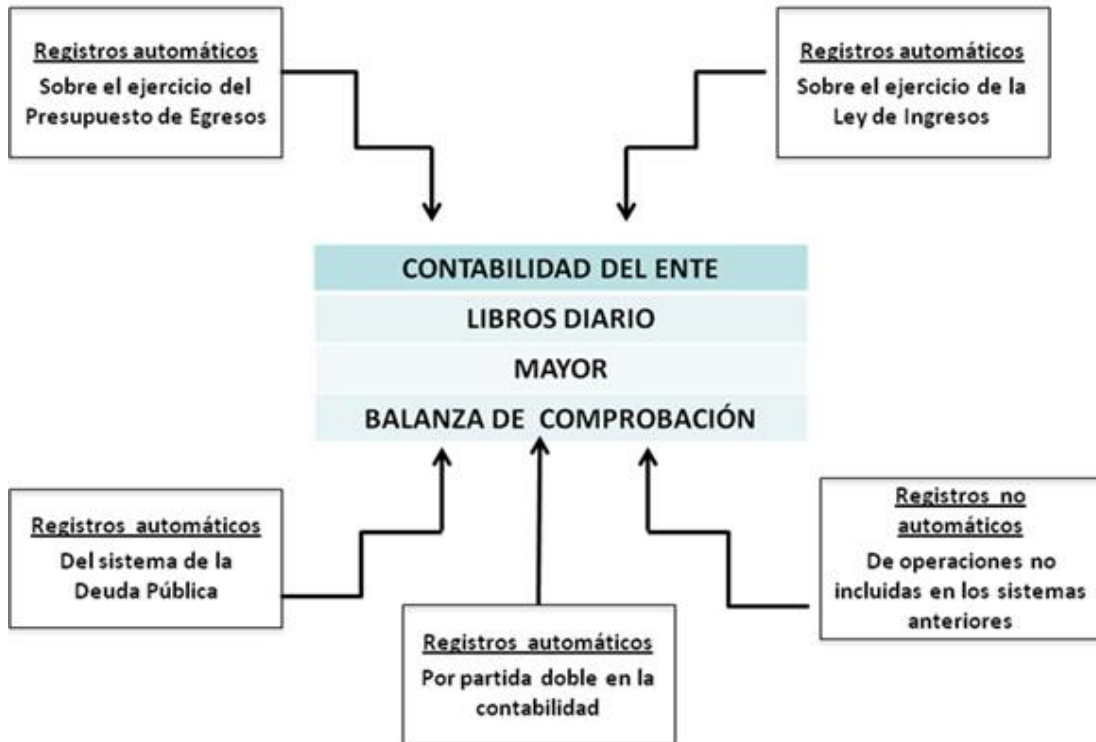 Registros automáticos
Sobre el ejercicio del
Presupuesto de Egresos
Registros automáticos
Sobre el ejercicio de la
Ley de Ingresos
CONTABILIDAD DEL ENTE
LIBROS DIARIO
MAYOR
BALANZA DE COMPROBACIÓN
Registros automáticos
Del sistema de la
Deuda Pública
Registros automáticos
Por partida doble en la
contabilidad
Registros no
automáticos
De operaciones no
incluidas en los sistemas
anteriores